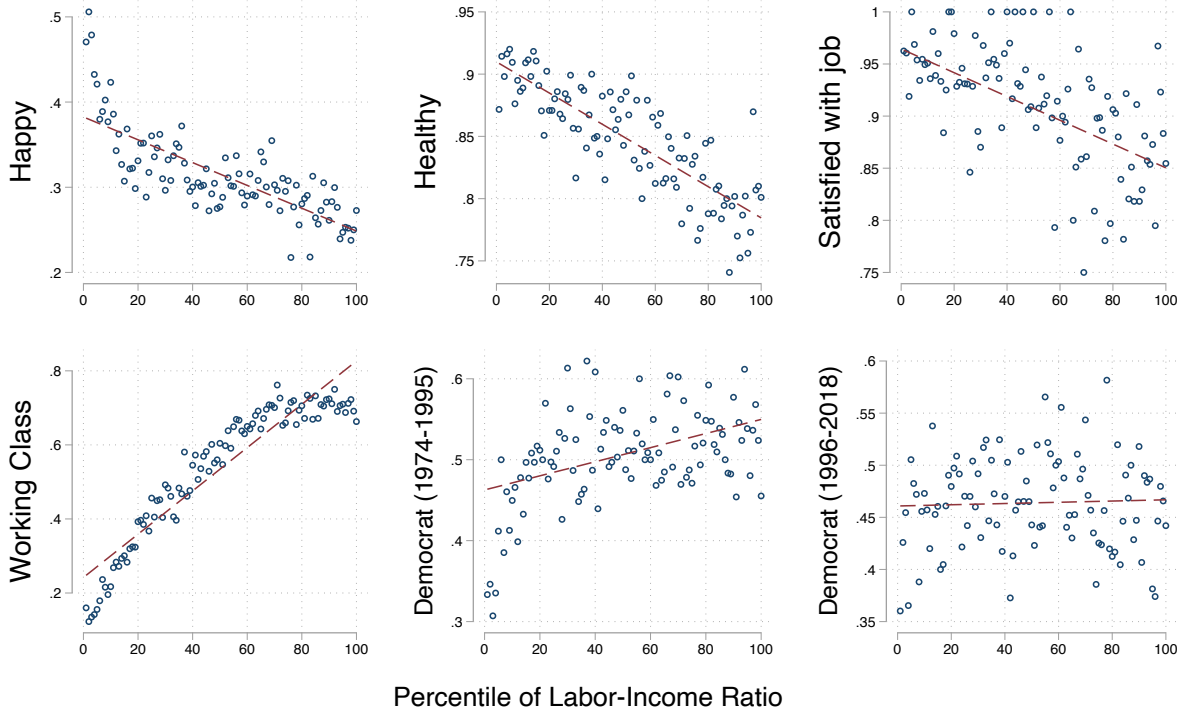 Happy
.5
.4
.3
.2
0 20 40 60 80 100
Healthy
.95
.9
.85
.8
.75
0 20 40 60 80 100
Satisfied with job
1
.95
.9
.85
.8
.75
0 20 40 60 80 100
Working Class
.8
.6
.4
.2
0 20 40 60 80 100
Democrat (1974-1995)
.6
.5
.4
.3
0 20 40 60 80 100
Democrat (1996-2018)
.6
.55
.5
.45
.4
.35
0 20 40 60 80 100
Percentile of Labor-Income Ratio